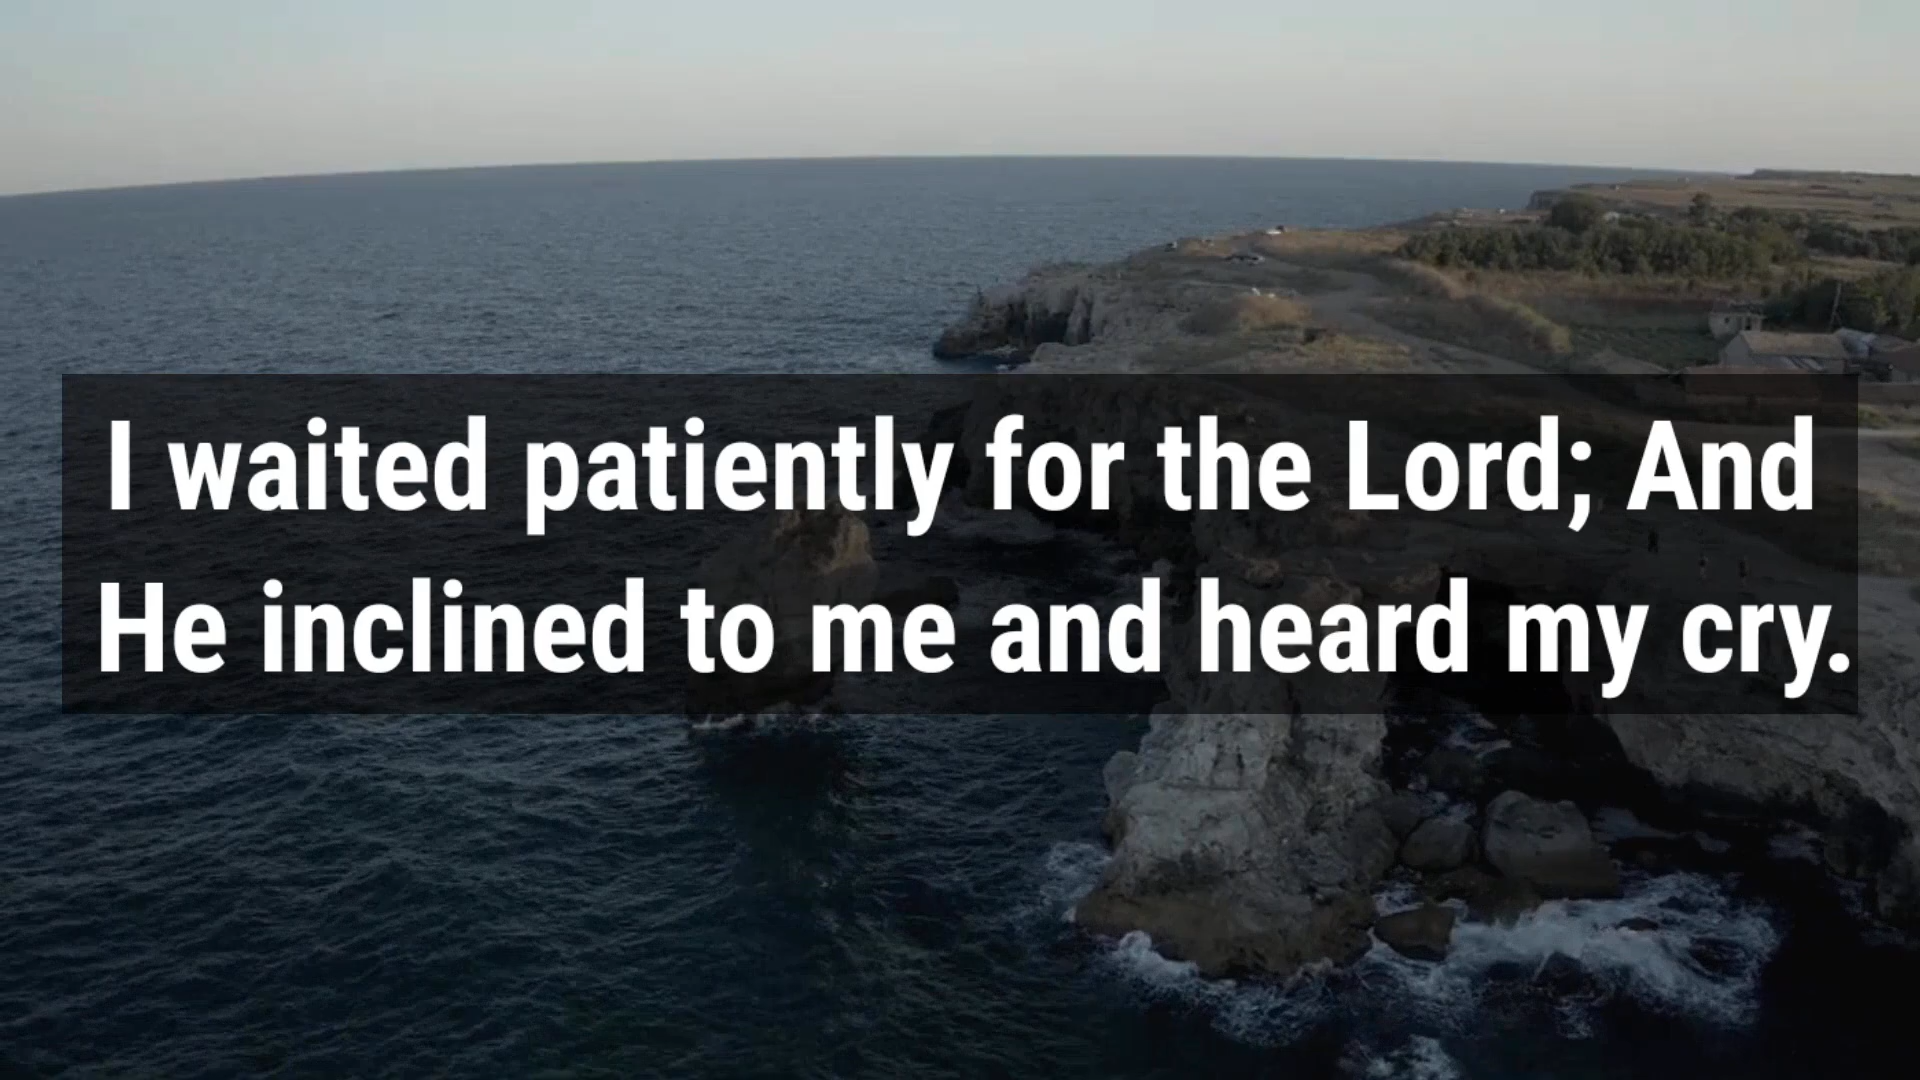 I waited patiently for the Lord; And
He inclined to me and heard my cry.